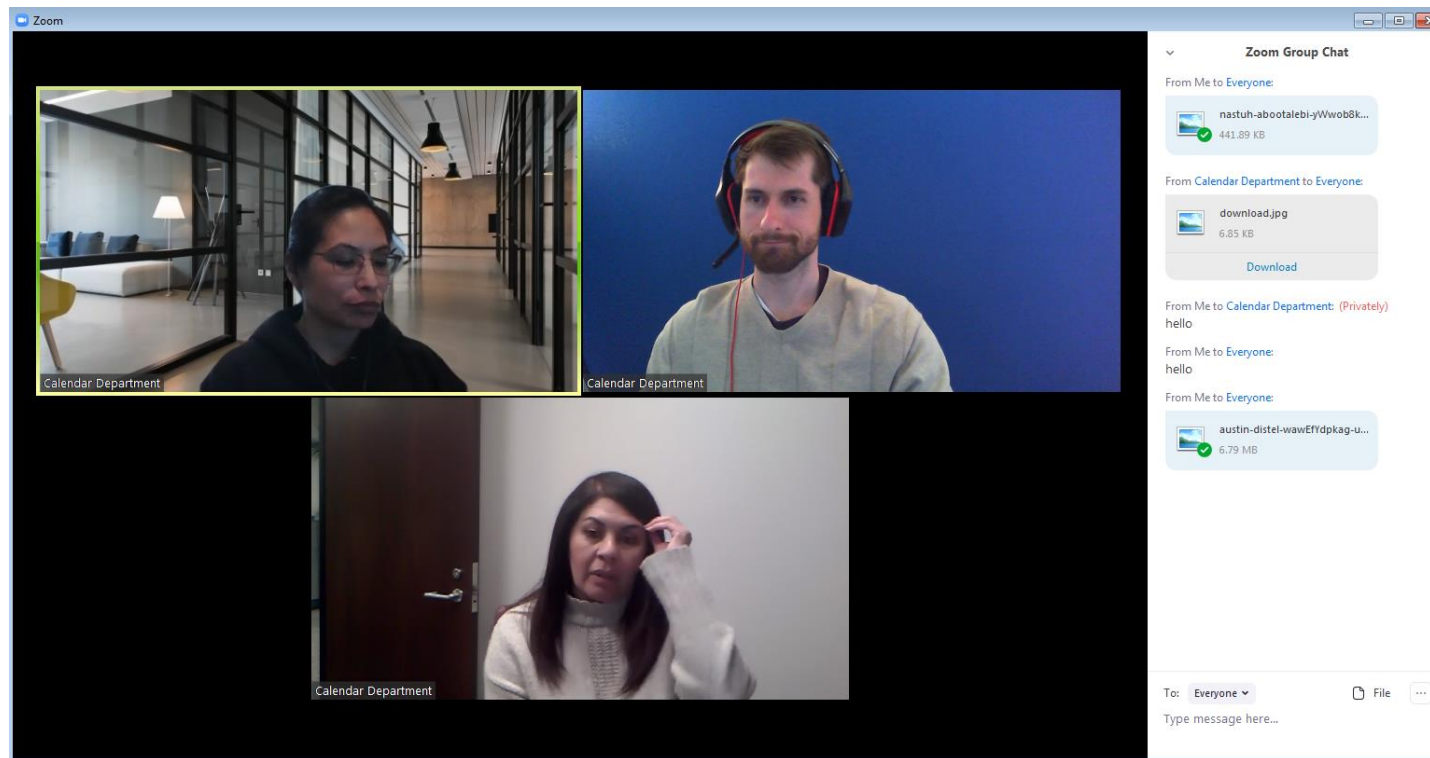 Zoom
Calendar Department
Calendar Department
Calendar Department
Zoom Group Chat
From Me to Everyone:
nastuh-abootalebi-yWwob8k...
441.89 KB
From Calendar Department to Everyone:
download.jpg
6.85 KB
Download
From Me to Calendar Department: (Privately)
hello
From Me to Everyone:
hello
From Me to Everyone:
austin-distel-wawEfYdpkag-u...
6.79 MB
To: Everyone
File
Type message here...